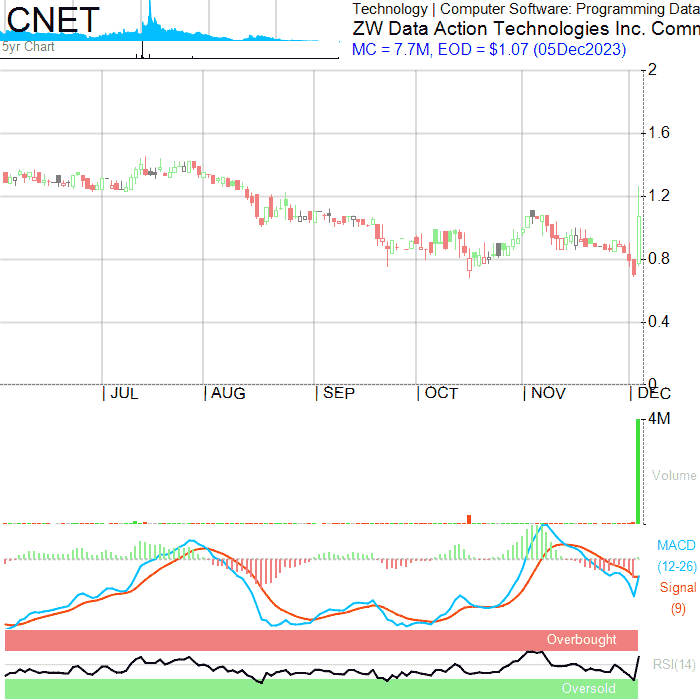 CNET
5yr Chart
Technology | Computer Software: Programming Data
ZW Data Action Technologies Inc. Comm
MC = 7.7M, EOD = $1.07 (05Dec2023)
2
1.6
1.2
0.8
0.4
0
| JUL | AUG | SEP | OCT | NOV | DEC
4M
Volume
MACD
(12-26)
Signal
(9)
Overbought
RSI(14)
Oversold